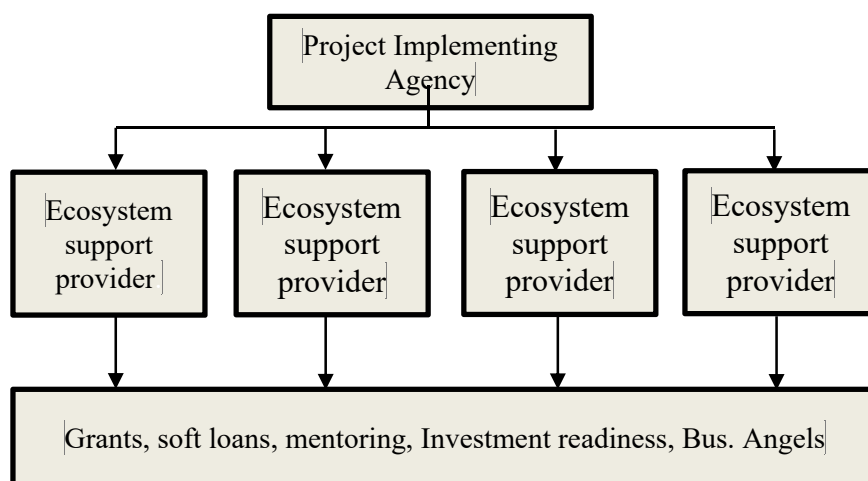 Project Implementing
Agency
Ecosystem
support
provider
Ecosystem
support
provider
Ecosystem
support
provider
Ecosystem
support
provider
Grants, soft loans, mentoring, Investment readiness, Bus. Angels